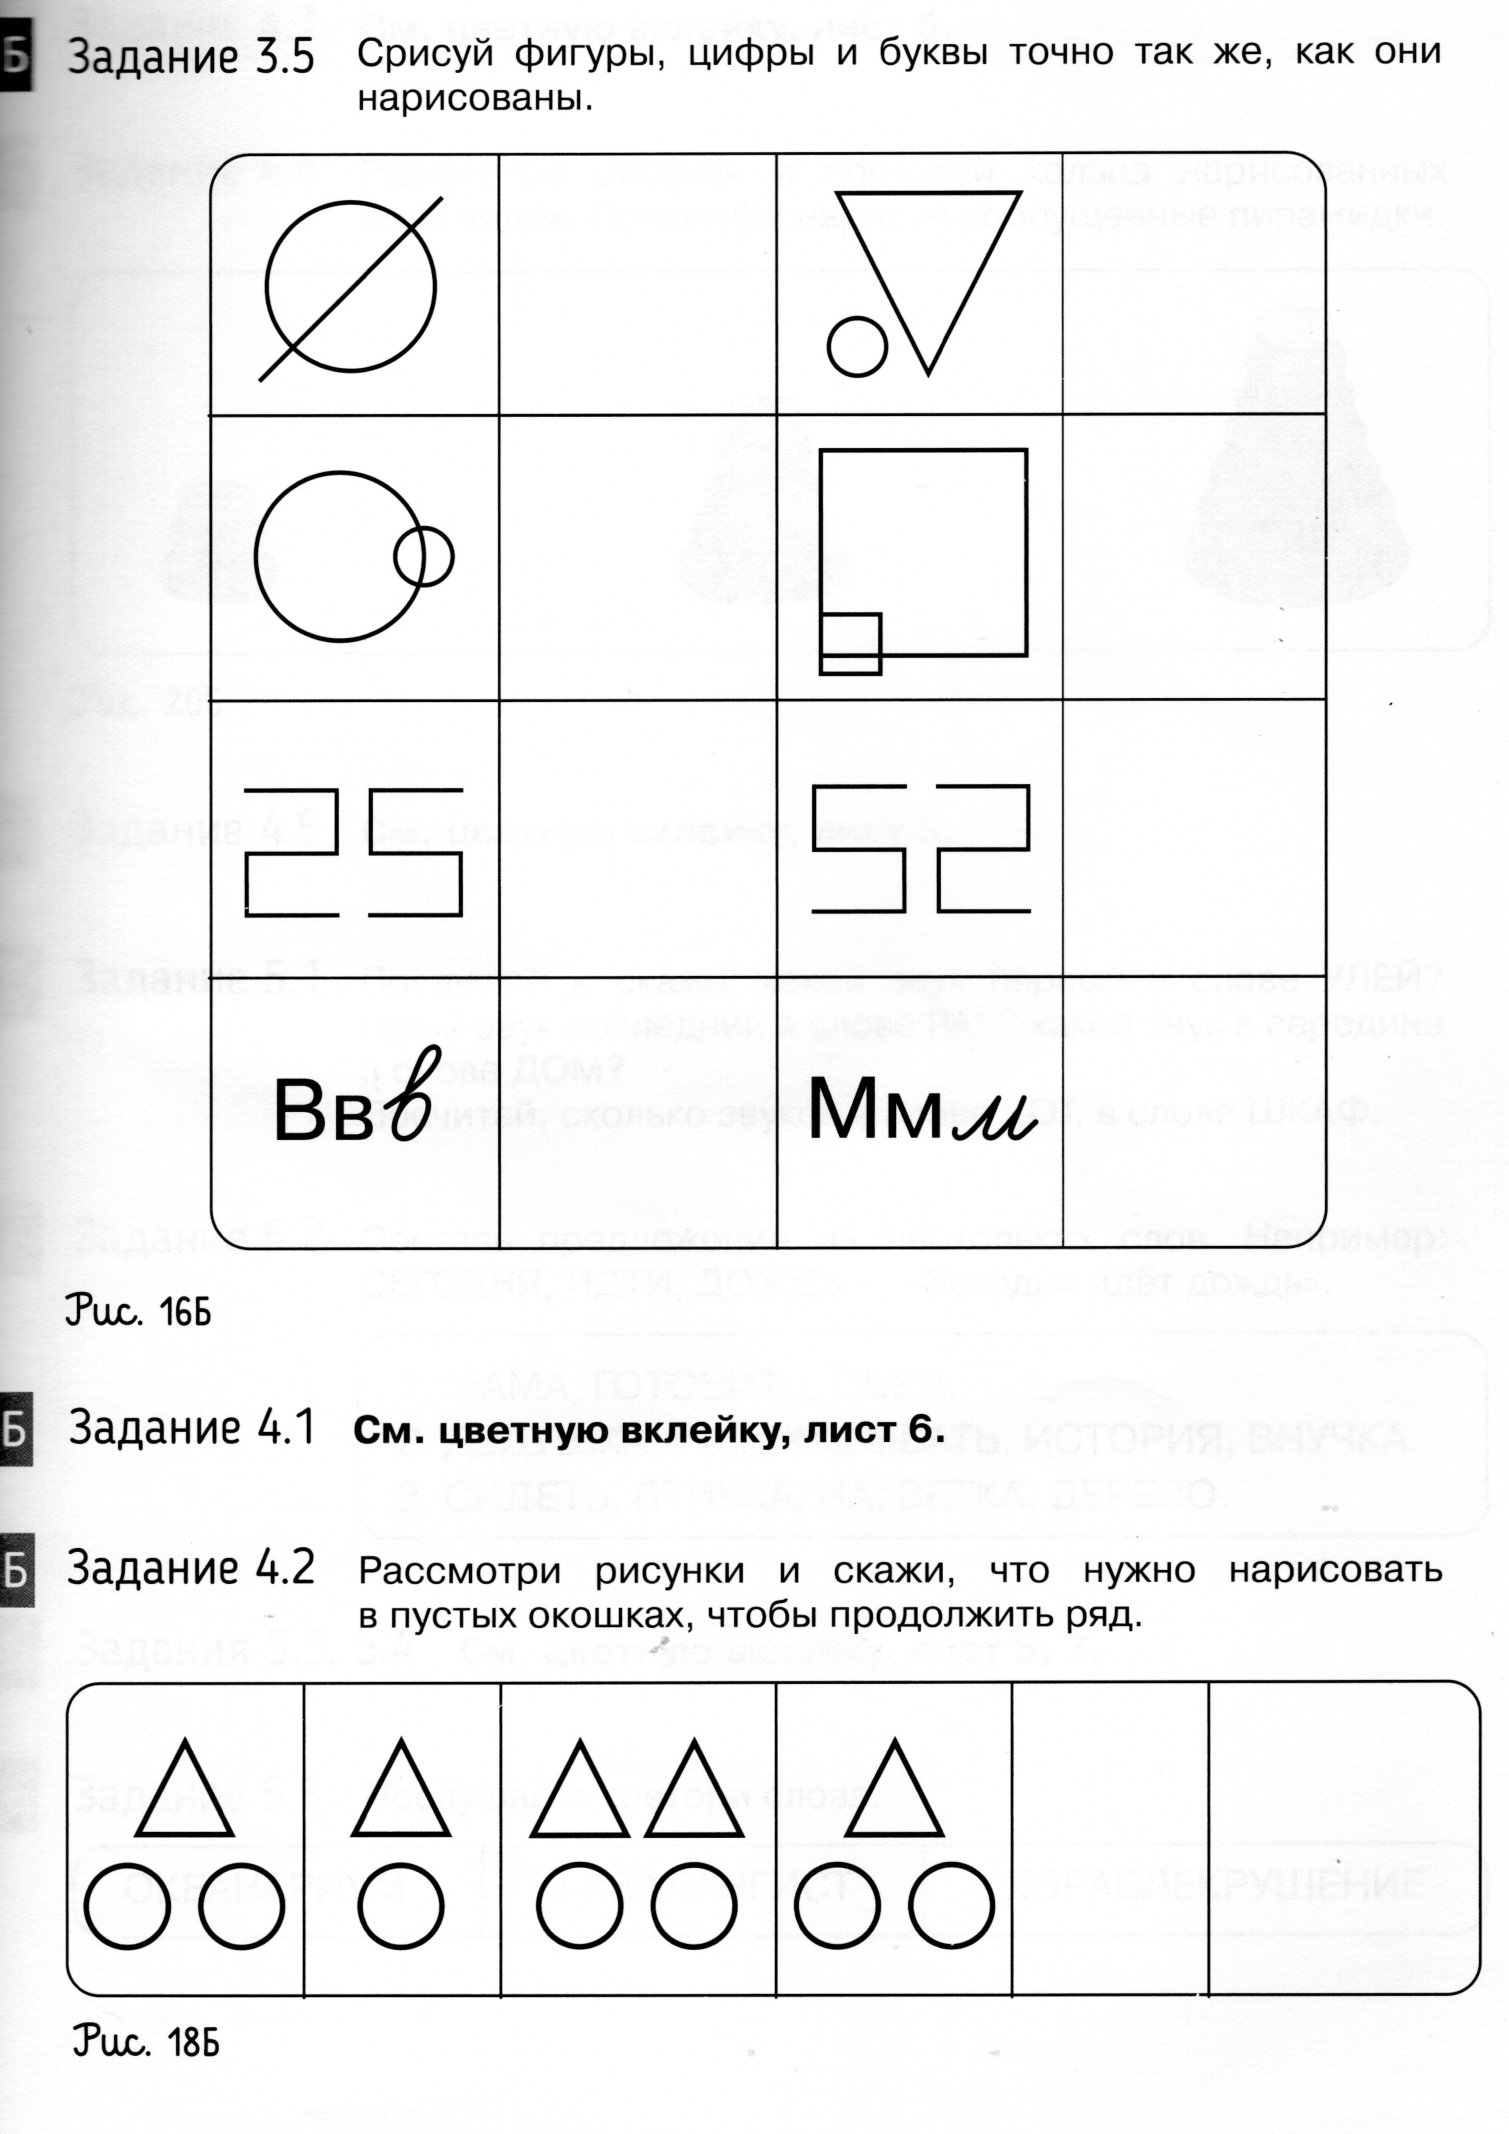 Б Задание 3.5 Срисуй фигуры, цифры и буквы точно так же, как они
нарисованы.
Ввв Ммм
Рис. 16Б
Б Задание 4.1 См. цветную вклейку, лист 6.
Б Задание 4.2 Рассмотри рисунки и скажи, что нужно нарисовать
в пустых окошках, чтобы продолжить ряд.
Рис. 18Б